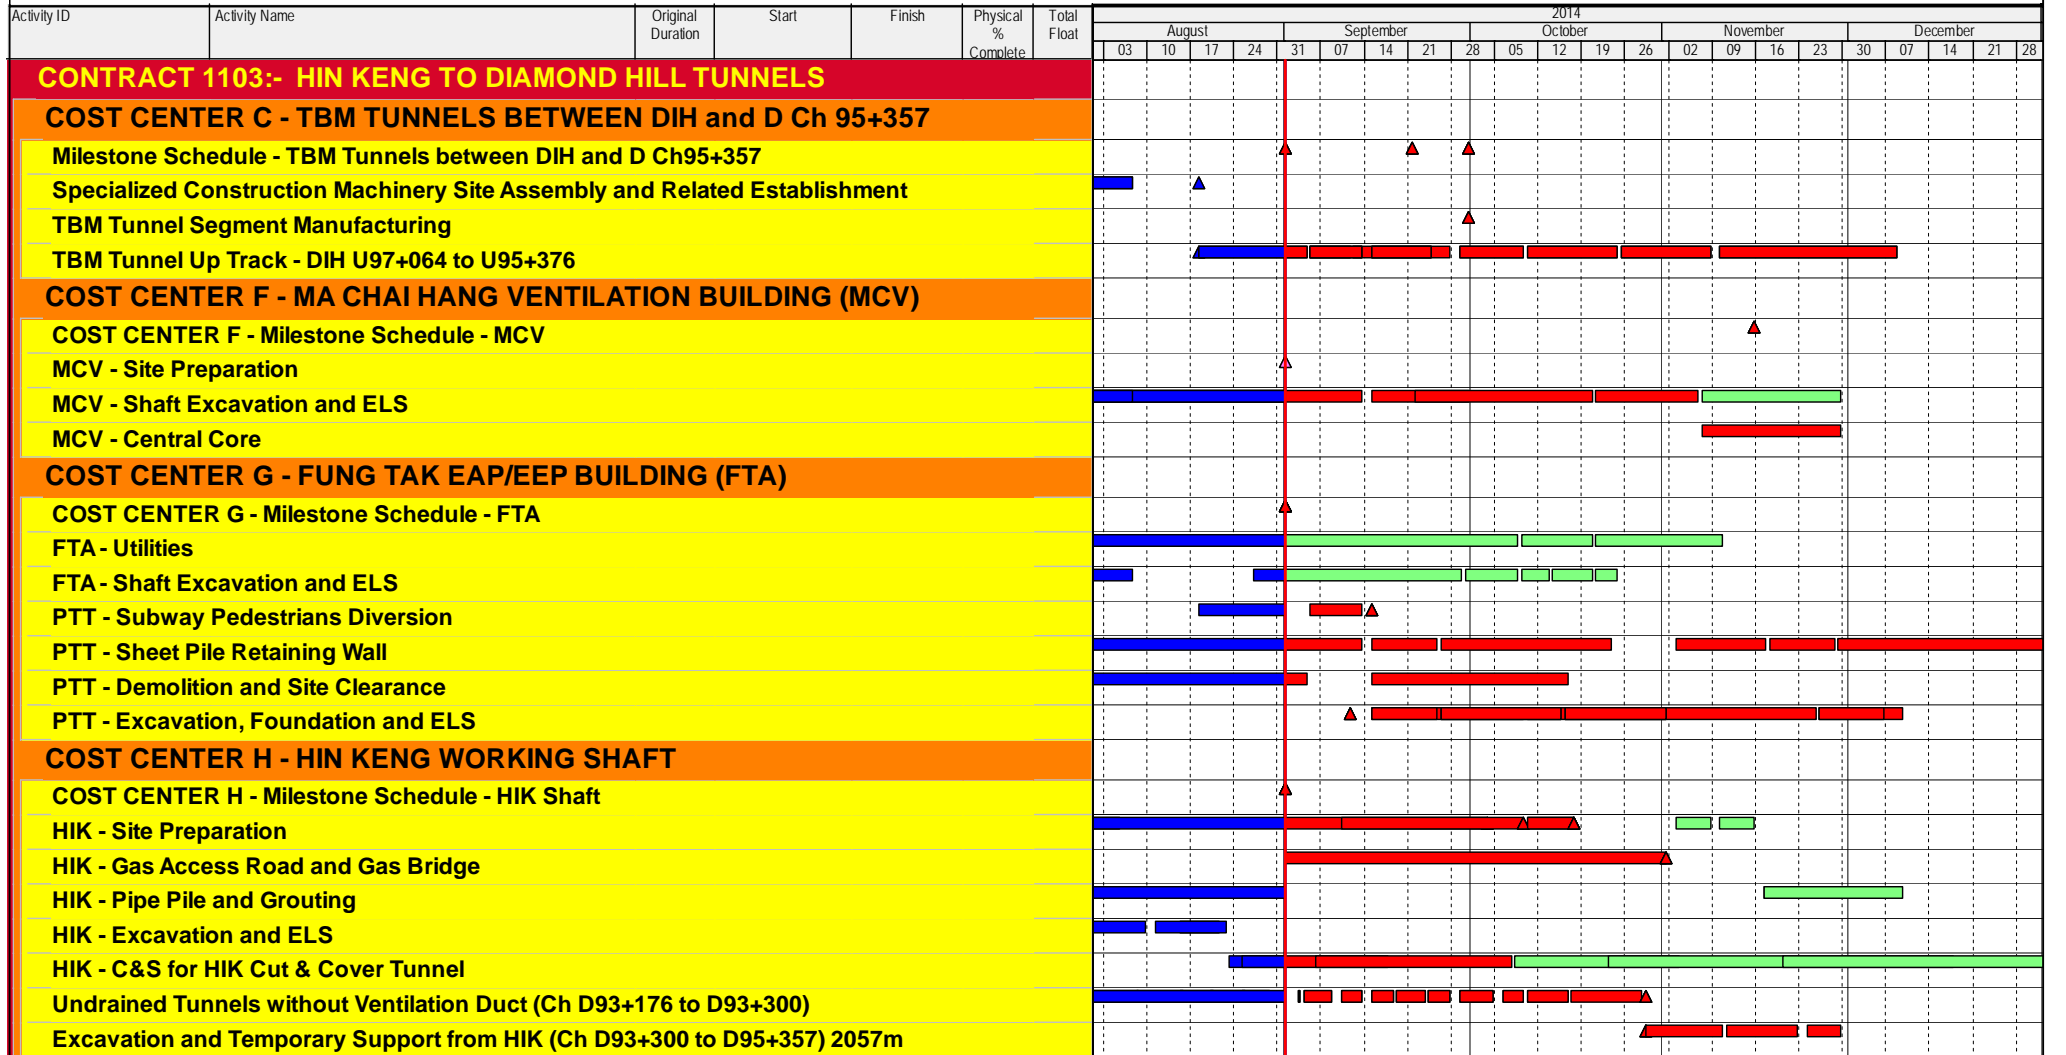 Activity ID Activity Name Original Duration Start Finish Physical % Complete Total Float
2014
August September October November December
03 10 17 24 31 07 14 21 28 05 12 19 26 02 09 16 23 30 07 14 21 28
CONTRACT 1103:- HIN KENG TO DIAMOND HILL TUNNELS
COST CENTER C - TBM TUNNELS BETWEEN DIH and D Ch 95+357
Milestone Schedule - TBM Tunnels between DIH and D Ch95+357
Specialized Construction Machinery Site Assembly and Related Establishment
TBM Tunnel Segment Manufacturing
TBM Tunnel Up Track - DIH U97+064 to U95+376
COST CENTER F - MA CHAI HANG VENTILATION BUILDING (MCV)
COST CENTER F - Milestone Schedule - MCV
MCV - Site Preparation
MCV - Shaft Excavation and ELS
MCV - Central Core
COST CENTER G - FUNG TAK EAP/EEP BUILDING (FTA)
COST CENTER G - Milestone Schedule - FTA
FTA - Utilities
FTA - Shaft Excavation and ELS
PTT - Subway Pedestrians Diversion
PTT - Sheet Pile Retaining Wall
PTT - Demolition and Site Clearance
PTT - Excavation, Foundation and ELS
COST CENTER H - HIN KENG WORKING SHAFT
COST CENTER H - Milestone Schedule - HIK Shaft
HIK - Site Preparation
HIK - Gas Access Road and Gas Bridge
HIK - Pipe Pile and Grouting
HIK - Excavation and ELS
HIK - C&S for HIK Cut & Cover Tunnel
Undrained Tunnels without Ventilation Duct (Ch D93+176 to D93+300)
Excavation and Temporary Support from HIK (Ch D93+300 to D95+357) 2057m